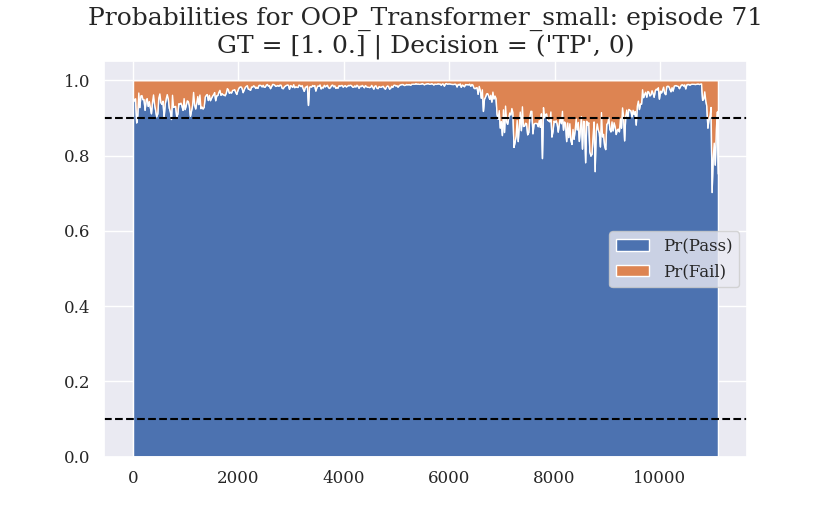 Probabilities for OOP_Transformer_small: episode 71
GT = [1. 0.] | Decision = ('TP', 0)
1.0
0.8
0.6
0.4
0.2
0.0
Pr(Pass)
Pr(Fail)
0 2000 4000 6000 8000 10000